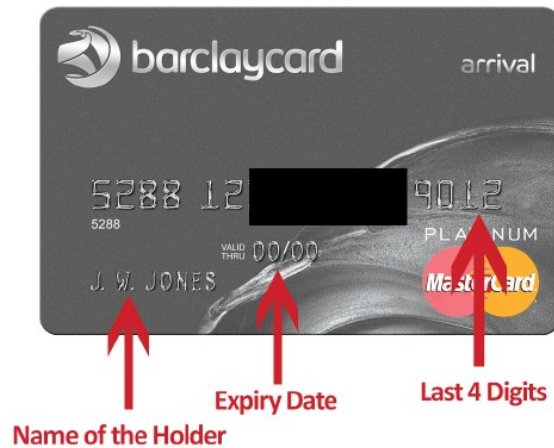 barclaycard
arrival
5288 12 9012
5288
PLATINUM
VALID THRU 00/00
J. W. JONES
MasterCard
Expiry Date
Last 4 Digits
Name of the Holder